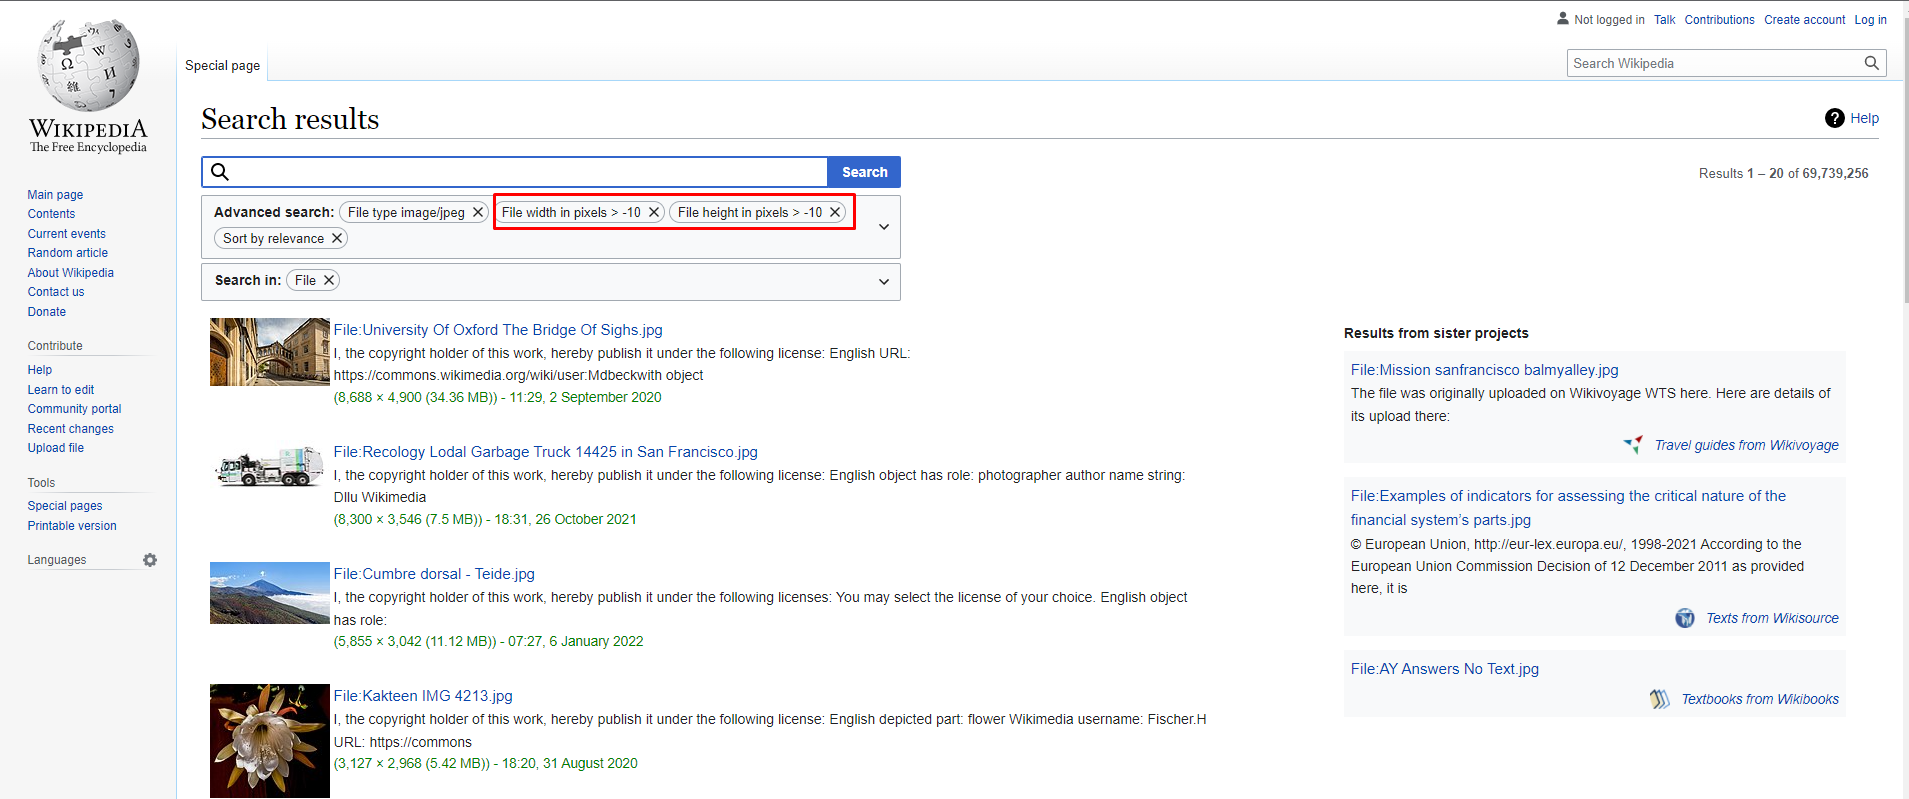 Not logged in Talk Contributions Create account Log in
Special page
Search Wikipedia
WIKIPEDIA
The Free Encyclopedia
Main page
Contents
Current events
Random article
About Wikipedia
Contact us
Donate
Contribute
Help
Learn to edit
Community portal
Recent changes
Upload file
Tools
Special pages
Printable version
Languages
Search results
Help
Search
Results 1 – 20 of 69,739,256
Advanced search: File type image/jpeg File width in pixels > -10 File height in pixels > -10
Sort by relevance
Search in: File
File:University Of Oxford The Bridge Of Sighs.jpg
I, the copyright holder of this work, hereby publish it under the following license: English URL:
https://commons.wikimedia.org/wiki/user:Mdbeckwith object
(8,688 × 4,900 (34.36 MB)) - 11:29, 2 September 2020
File:Recology Lodal Garbage Truck 14425 in San Francisco.jpg
I, the copyright holder of this work, hereby publish it under the following license: English object has role: photographer author name string:
Dllu Wikimedia
(8,300 × 3,546 (7.5 MB)) - 18:31, 26 October 2021
File:Cumbre dorsal - Teide.jpg
I, the copyright holder of this work, hereby publish it under the following licenses: You may select the license of your choice. English object
has role:
(5,855 × 3,042 (11.12 MB)) - 07:27, 6 January 2022
File:Kakteen IMG 4213.jpg
I, the copyright holder of this work, hereby publish it under the following license: English depicted part: flower Wikimedia username: Fischer.H
URL: https://commons
(3,127 × 2,968 (5.42 MB)) - 18:20, 31 August 2020
Results from sister projects
File:Mission sanfrancisco balmyalley.jpg
The file was originally uploaded on Wikivoyage WTS here. Here are details of
its upload there:
Travel guides from Wikivoyage
File:Examples of indicators for assessing the critical nature of the
financial system’s parts.jpg
© European Union, http://eur-lex.europa.eu/, 1998-2021 According to the
European Union Commission Decision of 12 December 2011 as provided
here, it is
Texts from Wikisource
File:AY Answers No Text.jpg
Textbooks from Wikibooks